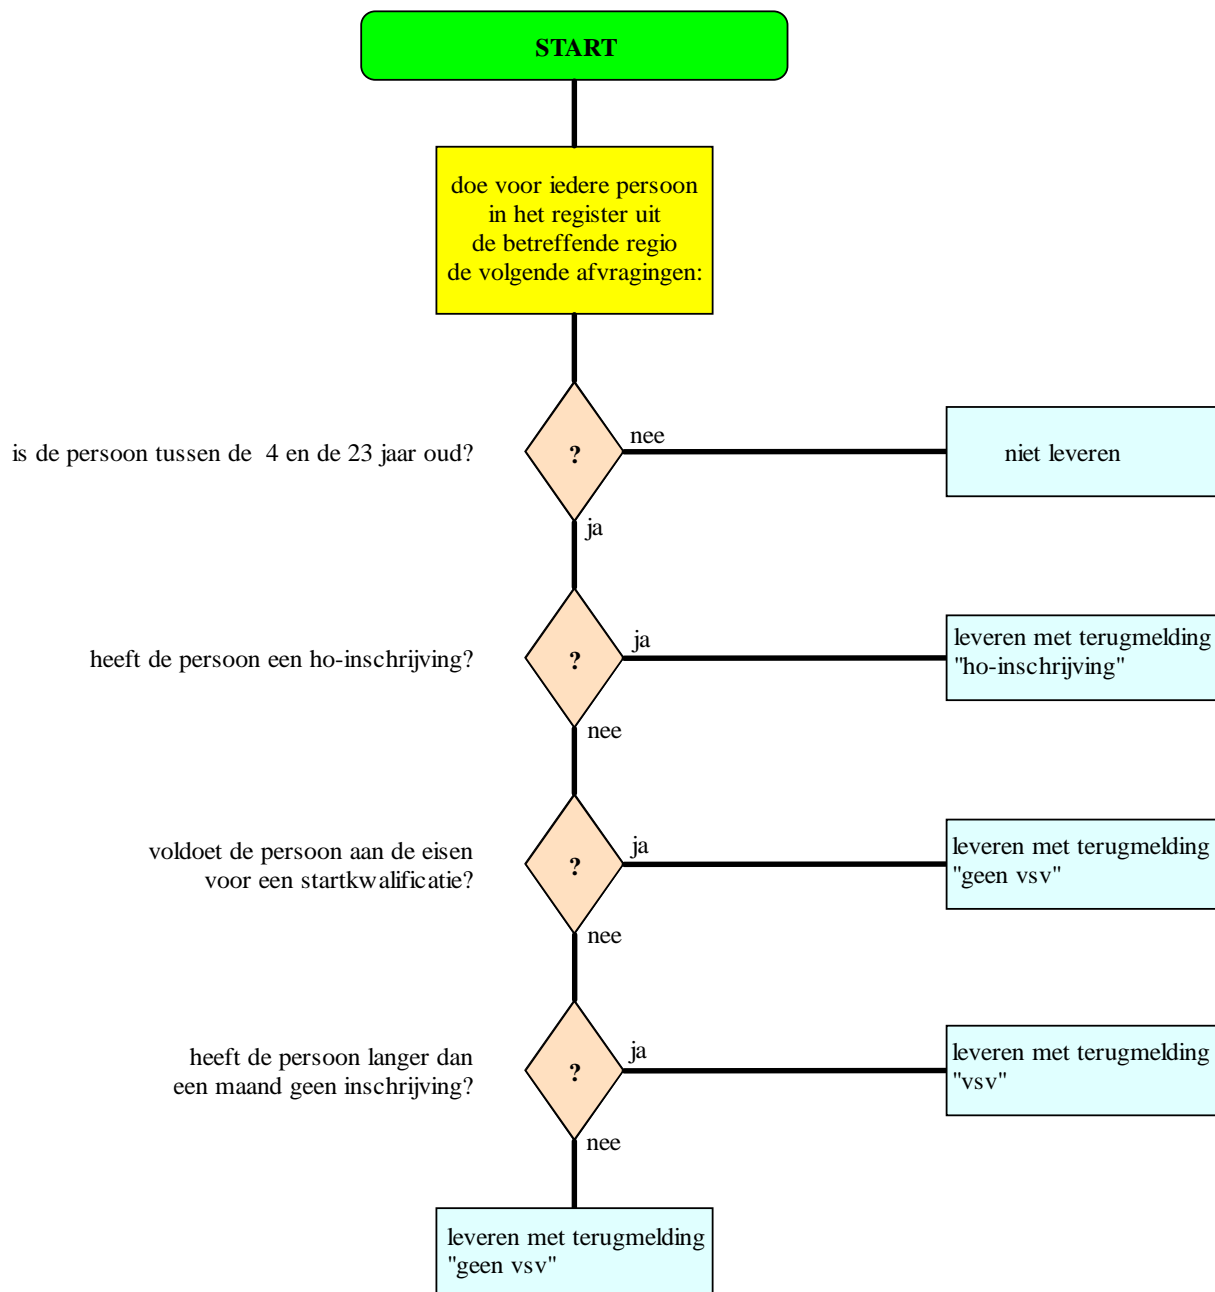 START
doe voor iedere persoon
in het register uit
de betreffende regio
de volgende afvragingen:
is de persoon tussen de  4 en de 23 jaar oud?
?
nee
niet leveren
ja
heeft de persoon een ho-inschrijving?
?
ja
leveren met terugmelding
"ho-inschrijving"
nee
voldoet de persoon aan de eisen
voor een startkwalificatie?
?
ja
leveren met terugmelding
"geen vsv"
nee
heeft de persoon langer dan
een maand geen inschrijving?
?
ja
leveren met terugmelding
"vsv"
nee
leveren met terugmelding
"geen vsv"